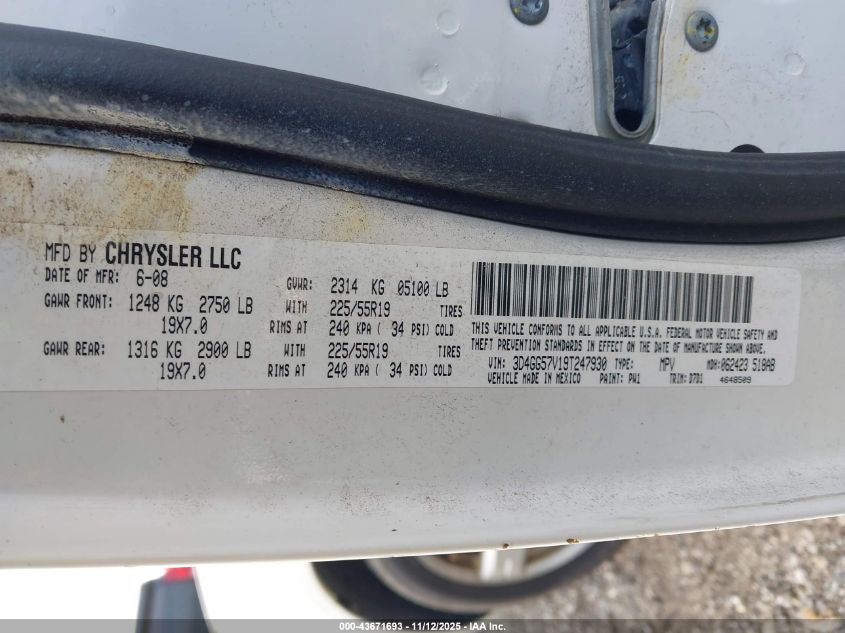 MFD BY CHRYSLER LLC
DATE OF MFR: 6-08 GVWR: 2314 KG 05100 LB
GAWR FRONT: 1248 KG 2750 LB WITH 225/55R19 TIRES
19X7.0 RIMS AT 240 KPA ( 34 PSI) COLD
GAWR REAR: 1316 KG 2900 LB WITH 225/55R19 TIRES
19X7.0 RIMS AT 240 KPA ( 34 PSI) COLD
THIS VEHICLE CONFORMS TO ALL APPLICABLE U.S.A. FEDERAL MOTOR VEHICLE SAFETY AND
THEFT PREVENTION STANDARDS IN EFFECT ON THE DATE OF MANUFACTURE SHOWN ABOVE.
VIN: 3D4GG57V19T247930 TYPE: MPV MDH:062423 519AB
VEHICLE MADE IN MEXICO PAINT: PW1 TRIM: D7D1 4648509
000-43671693 - 11/12/2025 - IAA Inc.